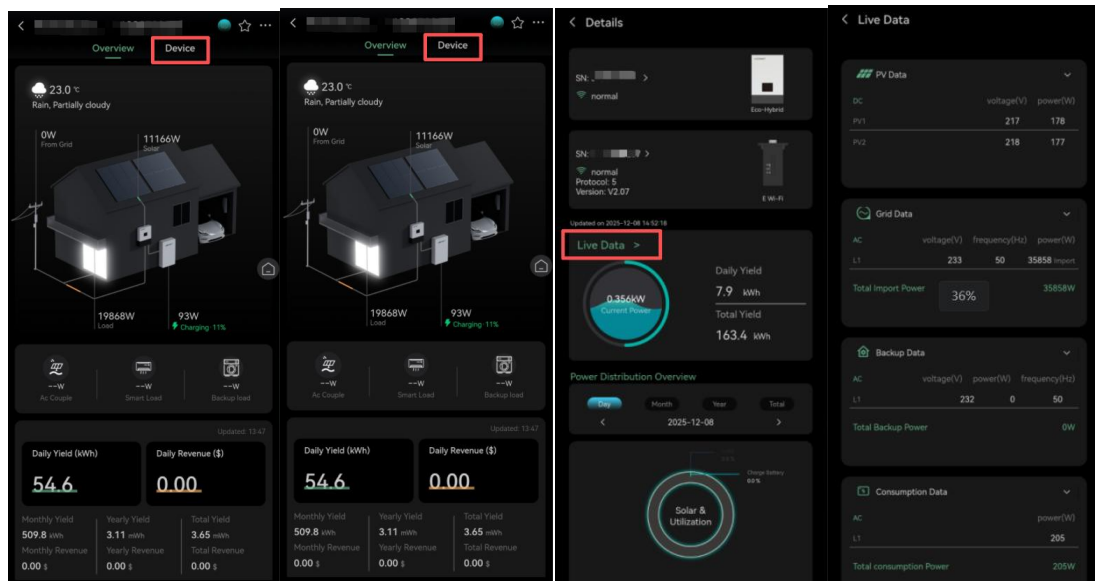 Overview Device
23.0 ℃
Rain, Partially cloudy
0W
From Grid
11166W
Solar
19868W
Load
93W
Charging·11%
--W
Ac Couple
--W
Smart Load
--W
Backup load
Updated: 13:47
Daily Yield (kWh)
54.6
Daily Revenue ($)
0.00
Monthly Yield Yearly Yield Total Yield
509.8 kWh 3.11 mWh 3.65 mWh
Monthly Revenue Yearly Revenue Total Revenue
0.00 $ 0.00 $ 0.00 $
Overview Device
23.0 ℃
Rain, Partially cloudy
0W
From Grid
11166W
Solar
19868W
Load
93W
Charging·11%
--W
Ac Couple
--W
Smart Load
--W
Backup load
Updated: 13:47
Daily Yield (kWh)
54.6
Daily Revenue ($)
0.00
Monthly Yield Yearly Yield Total Yield
509.8 kWh 3.11 mWh 3.65 mWh
Monthly Revenue Yearly Revenue Total Revenue
0.00 $ 0.00 $ 0.00 $
Details
SN:
normal
Eco-Hybrid
SN:
normal
Protocol: 5
Version: V2.07
E Wi-Fi
Updated on 2025-12-08 14:52:18
Live Data >
0.356kW
Current Power
Daily Yield
7.9 kWh
Total Yield
163.4 kWh
Power Distribution Overview
Day Month Year Total
2025-12-08
Charge Battery
0.0 %
Solar &
Utilization
Live Data
PV Data
DC voltage(V) power(W)
PV1 217 178
PV2 218 177
Grid Data
AC voltage(V) frequency(Hz) power(W)
L1 233 50 35858 Import
Total Import Power 35858W
36%
Backup Data
AC voltage(V) power(W) frequency(Hz)
L1 232 0 50
Total Backup Power 0W
Consumption Data
AC power(W)
L1 205
Total consumption Power 205W